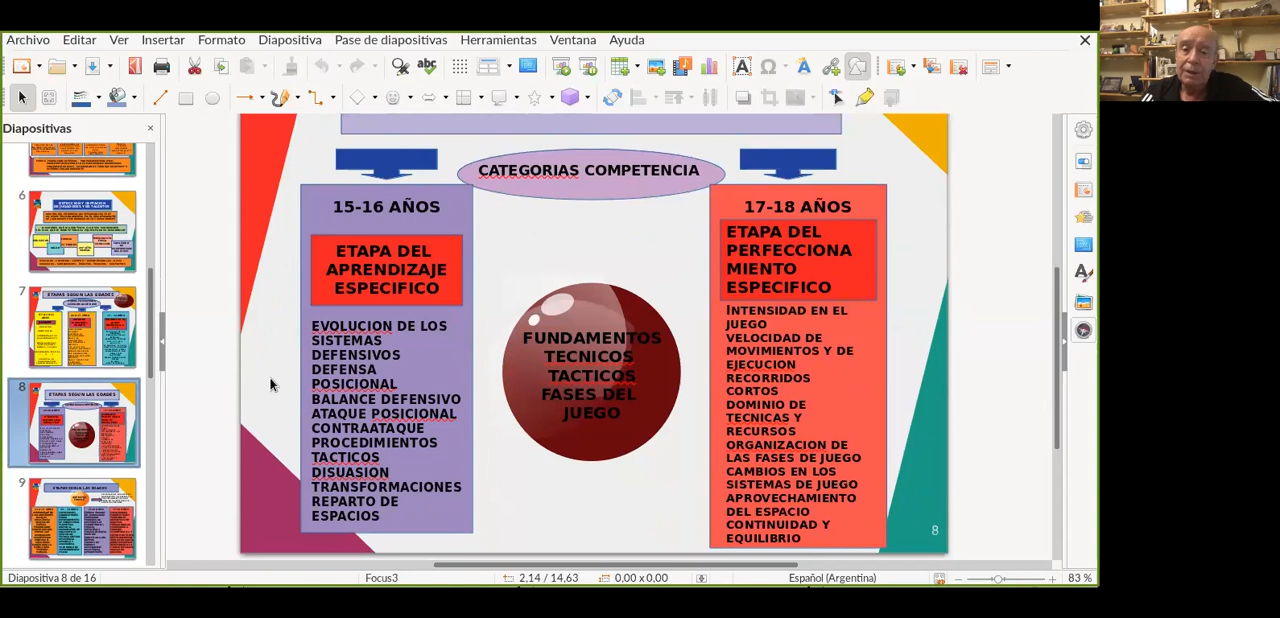 Archivo Editar Ver Insertar Formato Diapositiva Pase de diapositivas Herramientas Ventana Ayuda
Diapositivas
6
7
8
9
CATEGORIAS COMPETENCIA
15-16 AÑOS
ETAPA DEL
APRENDIZAJE
ESPECIFICO
EVOLUCION DE LOS
SISTEMAS
DEFENSIVOS
DEFENSA
POSICIONAL
BALANCE DEFENSIVO
ATAQUE POSICIONAL
CONTRAATAQUE
PROCEDIMIENTOS
TACTICOS
DISUASION
TRANSFORMACIONES
REPARTO DE
ESPACIOS
FUNDAMENTOS
TECNICOS
TACTICOS
FASES DEL
JUEGO
17-18 AÑOS
ETAPA DEL
PERFECCIONA
MIENTO
ESPECIFICO
INTENSIDAD EN EL
JUEGO
VELOCIDAD DE
MOVIMIENTOS Y DE
EJECUCION
RECORRIDOS
CORTOS
DOMINIO DE
TECNICAS Y
RECURSOS
ORGANIZACION DE
LAS FASES DE JUEGO
CAMBIOS EN LOS
SISTEMAS DE JUEGO
APROVECHAMIENTO
DEL ESPACIO
CONTINUIDAD Y
EQUILIBRIO
8
Diapositiva 8 de 16 Focus3 2,14 / 14,63 0,00 x 0,00 Español (Argentina) 83 %